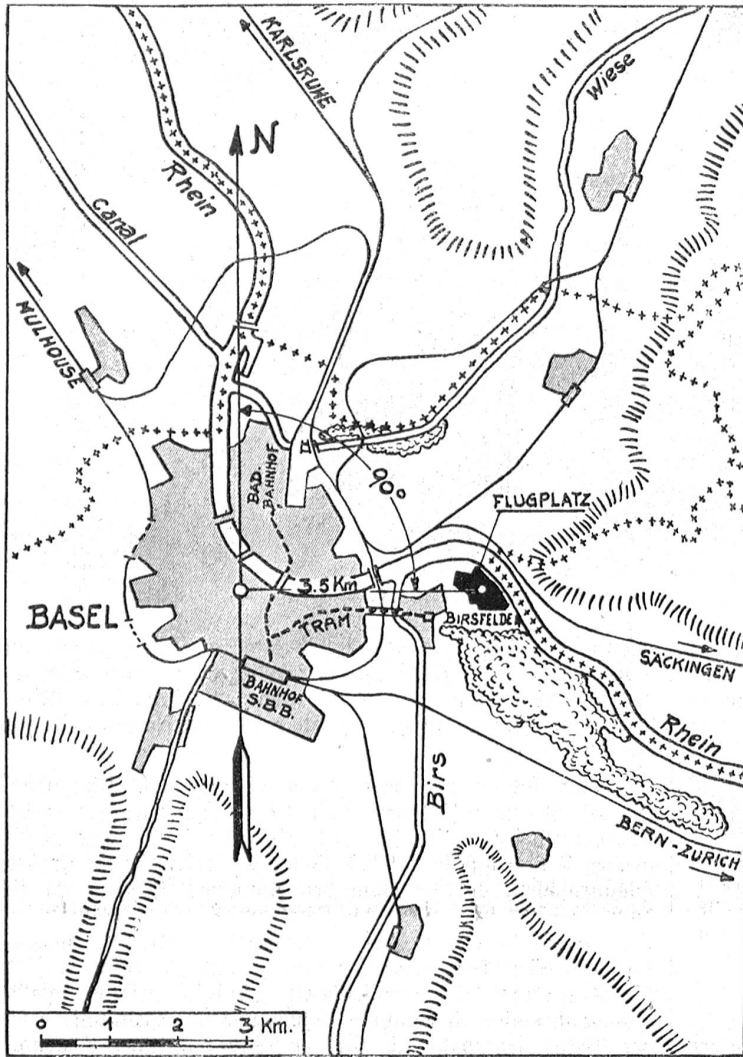 KARLSRUHE
Wiese
N
Rhein
Canal
MULHOUSE
BAD.
BAHNHOF
90°
FLUGPLATZ
3.5 Km
BASEL
TRAM
BIRSFELDEN
SÄCKINGEN
BAHNHOF
S.B.B.
Rhein
Birs
BERN-ZURICH
0 1 2 3 Km.